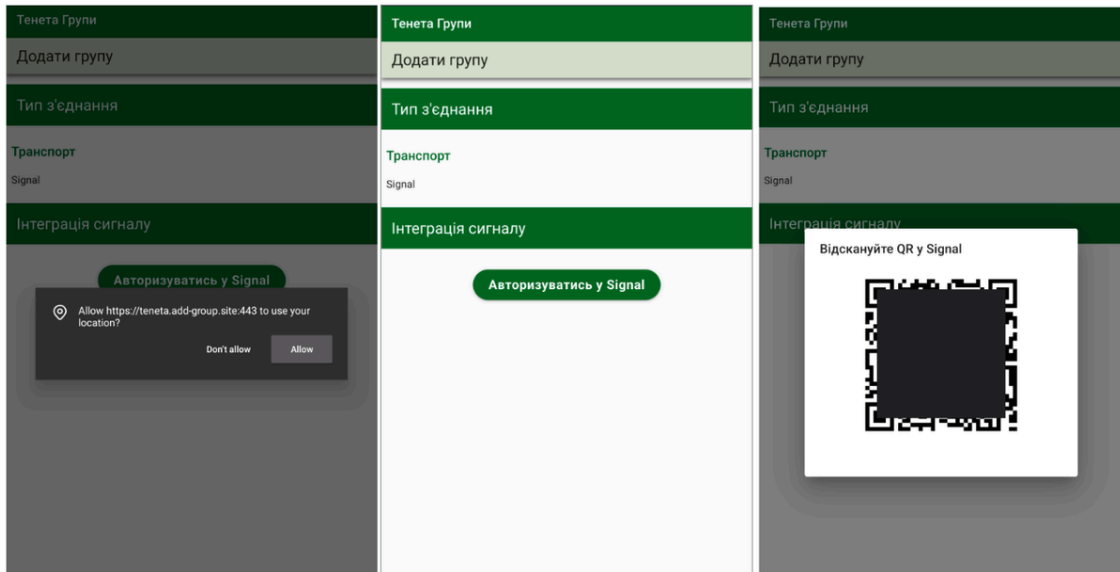 Тенета Групи
Додати групу
Тип з'єднання
Транспорт
Signal
Інтеграція сигналу
Авторизуватись у Signal
Allow https://teneta.add-group.site:443 to use your
location?
Don't allow
Allow
Тенета Групи
Додати групу
Тип з'єднання
Транспорт
Signal
Інтеграція сигналу
Авторизуватись у Signal
Тенета Групи
Додати групу
Тип з'єднання
Транспорт
Signal
Інтеграція сигналу
Відскануйте QR у Signal